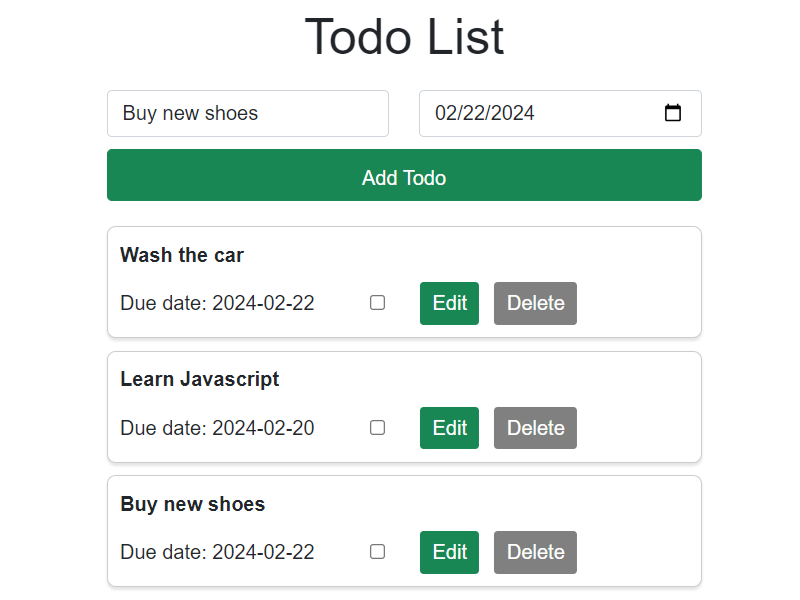 Todo List
Buy new shoes 02/22/2024
Add Todo
Wash the car
Due date: 2024-02-22 Edit Delete
Learn Javascript
Due date: 2024-02-20 Edit Delete
Buy new shoes
Due date: 2024-02-22 Edit Delete